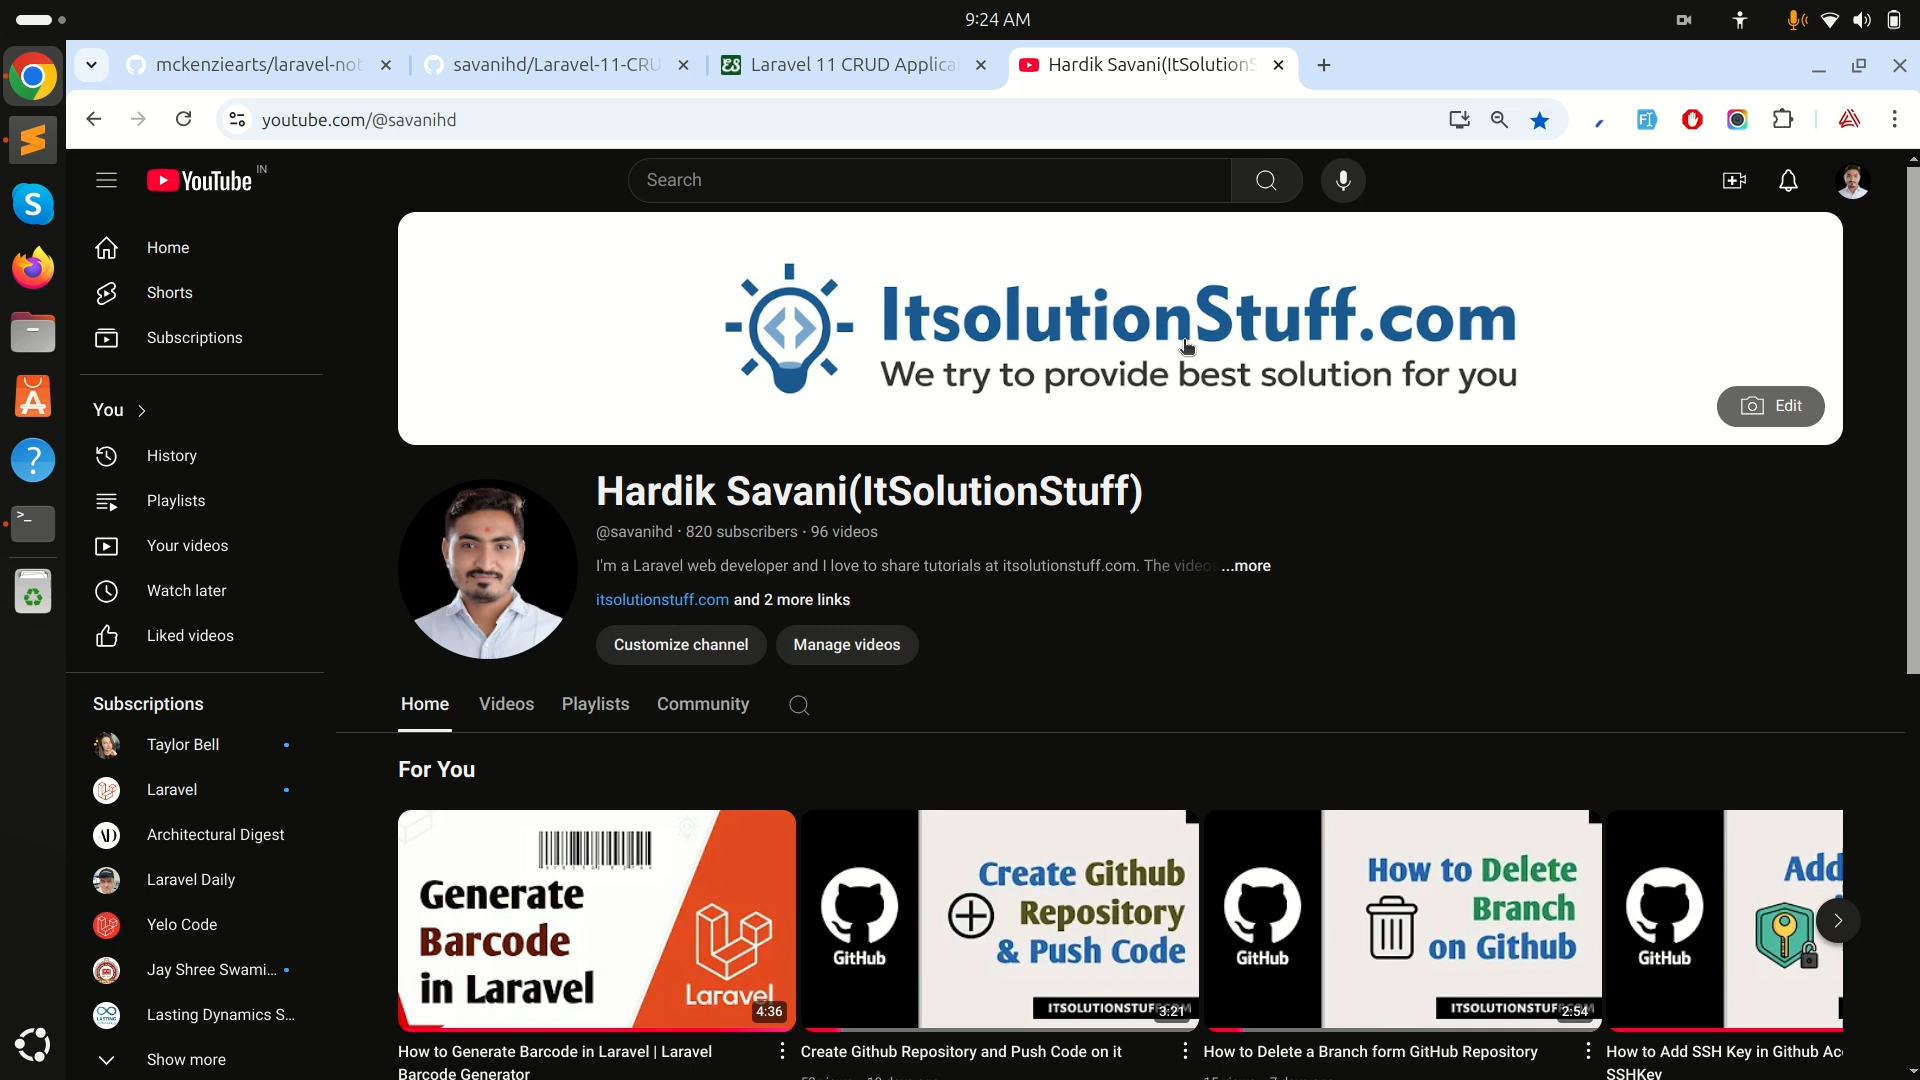 9:24 AM
mckenziearts/laravel-not
savanihd/Laravel-11-CRU
Laravel 11 CRUD Applica
Hardik Savani(ItSolutionS
youtube.com/@savanihd
YouTube
IN
Search
Home
Shorts
Subscriptions
You
History
Playlists
Your videos
Watch later
Liked videos
Subscriptions
Taylor Bell
Laravel
Architectural Digest
Laravel Daily
Yelo Code
Jay Shree Swami...
Lasting Dynamics S...
Show more
ItsolutionStuff.com
We try to provide best solution for you
Edit
Hardik Savani(ItSolutionStuff)
@savanihd · 820 subscribers · 96 videos
I'm a Laravel web developer and I love to share tutorials at itsolutionstuff.com. The video ...more
itsolutionstuff.com and 2 more links
Customize channel
Manage videos
Home
Videos
Playlists
Community
For You
Generate
Barcode
in Laravel
Laravel
4:36
GitHub
Create Github
Repository
& Push Code
3:21
GitHub
How to Delete
Branch
on Github
2:54
GitHub
Add
How to Generate Barcode in Laravel | Laravel
Barcode Generator
Create Github Repository and Push Code on it
How to Delete a Branch form GitHub Repository
How to Add SSH Key in Github Ac
SSHKey